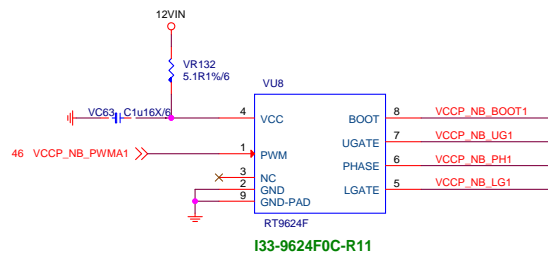 12VIN
VR132
5.1R1%/6
VU8
VC63 C1u16X/6
4 VCC BOOT 8 VCCP_NB_BOOT1
UGATE 7 VCCP_NB_UG1
46 VCCP_NB_PWMA1 1 PWM
PHASE 6 VCCP_NB_PH1
3 NC
2 GND LGATE 5 VCCP_NB_LG1
9 GND-PAD
RT9624F
I33-9624F0C-R11